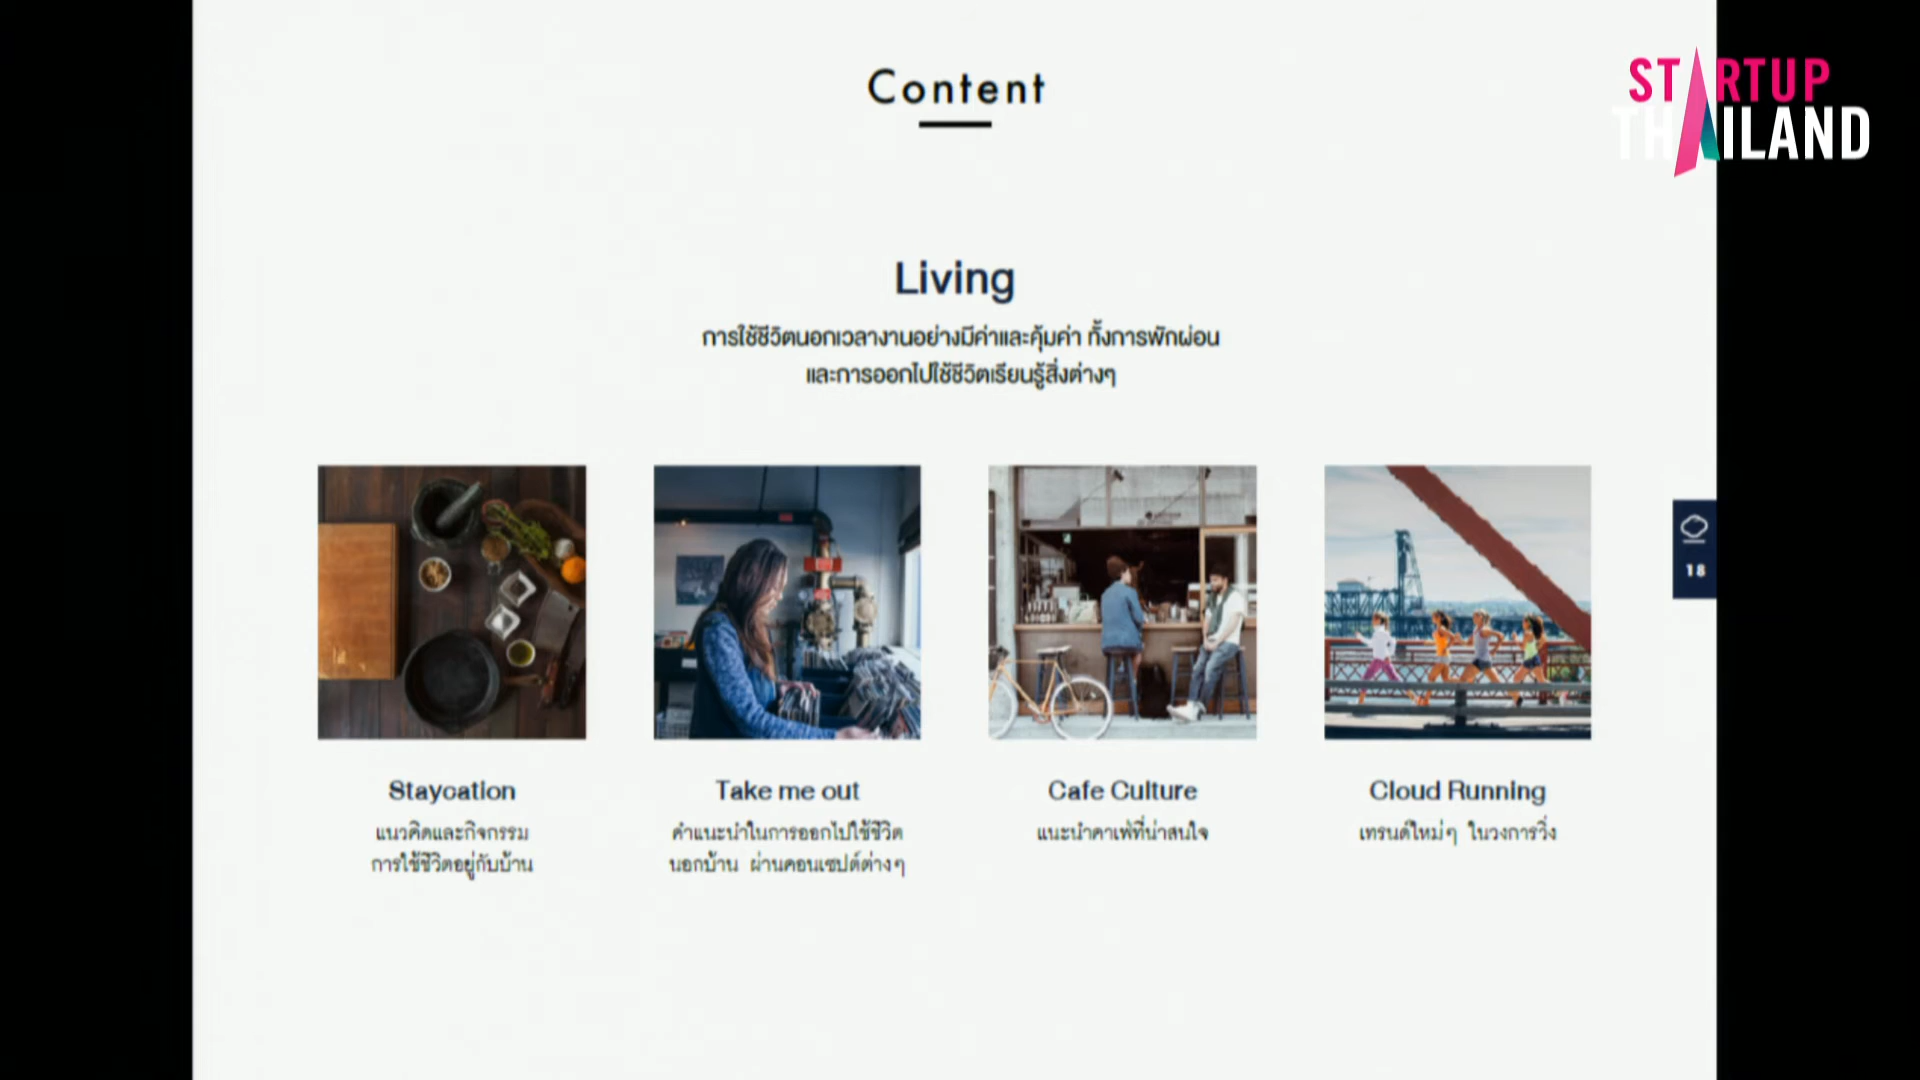 Content
STARTUP
THAILAND
Living
การใช้ชีวิตนอกเวลางานอย่างมีค่าและคุ้มค่า ทั้งการพักผ่อน
และการออกไปใช้ชีวิตเรียนรู้สิ่งต่างๆ
18
Staycation
แนวคิดและกิจกรรม
การใช้ชีวิตอยู่กับบ้าน
Take me out
คำแนะนำในการออกไปใช้ชีวิต
นอกบ้าน ผ่านคอนเซปต์ต่างๆ
Cafe Culture
แนะนำคาเฟ่ที่น่าสนใจ
Cloud Running
เทรนด์ใหม่ๆ ในวงการวิ่ง